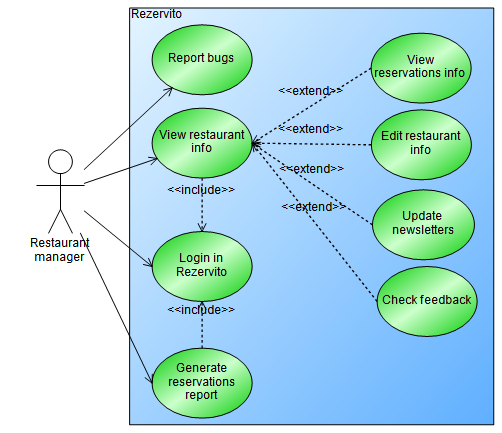 Rezervito
Report bugs
View
reservations info
<<extend>>
View restaurant
info
<<extend>>
Edit restaurant
info
<<extend>>
<<include>>
<<extend>>
Update
newsletters
Restaurant
manager
Login in
Rezervito
Check feedback
<<include>>
Generate
reservations
report